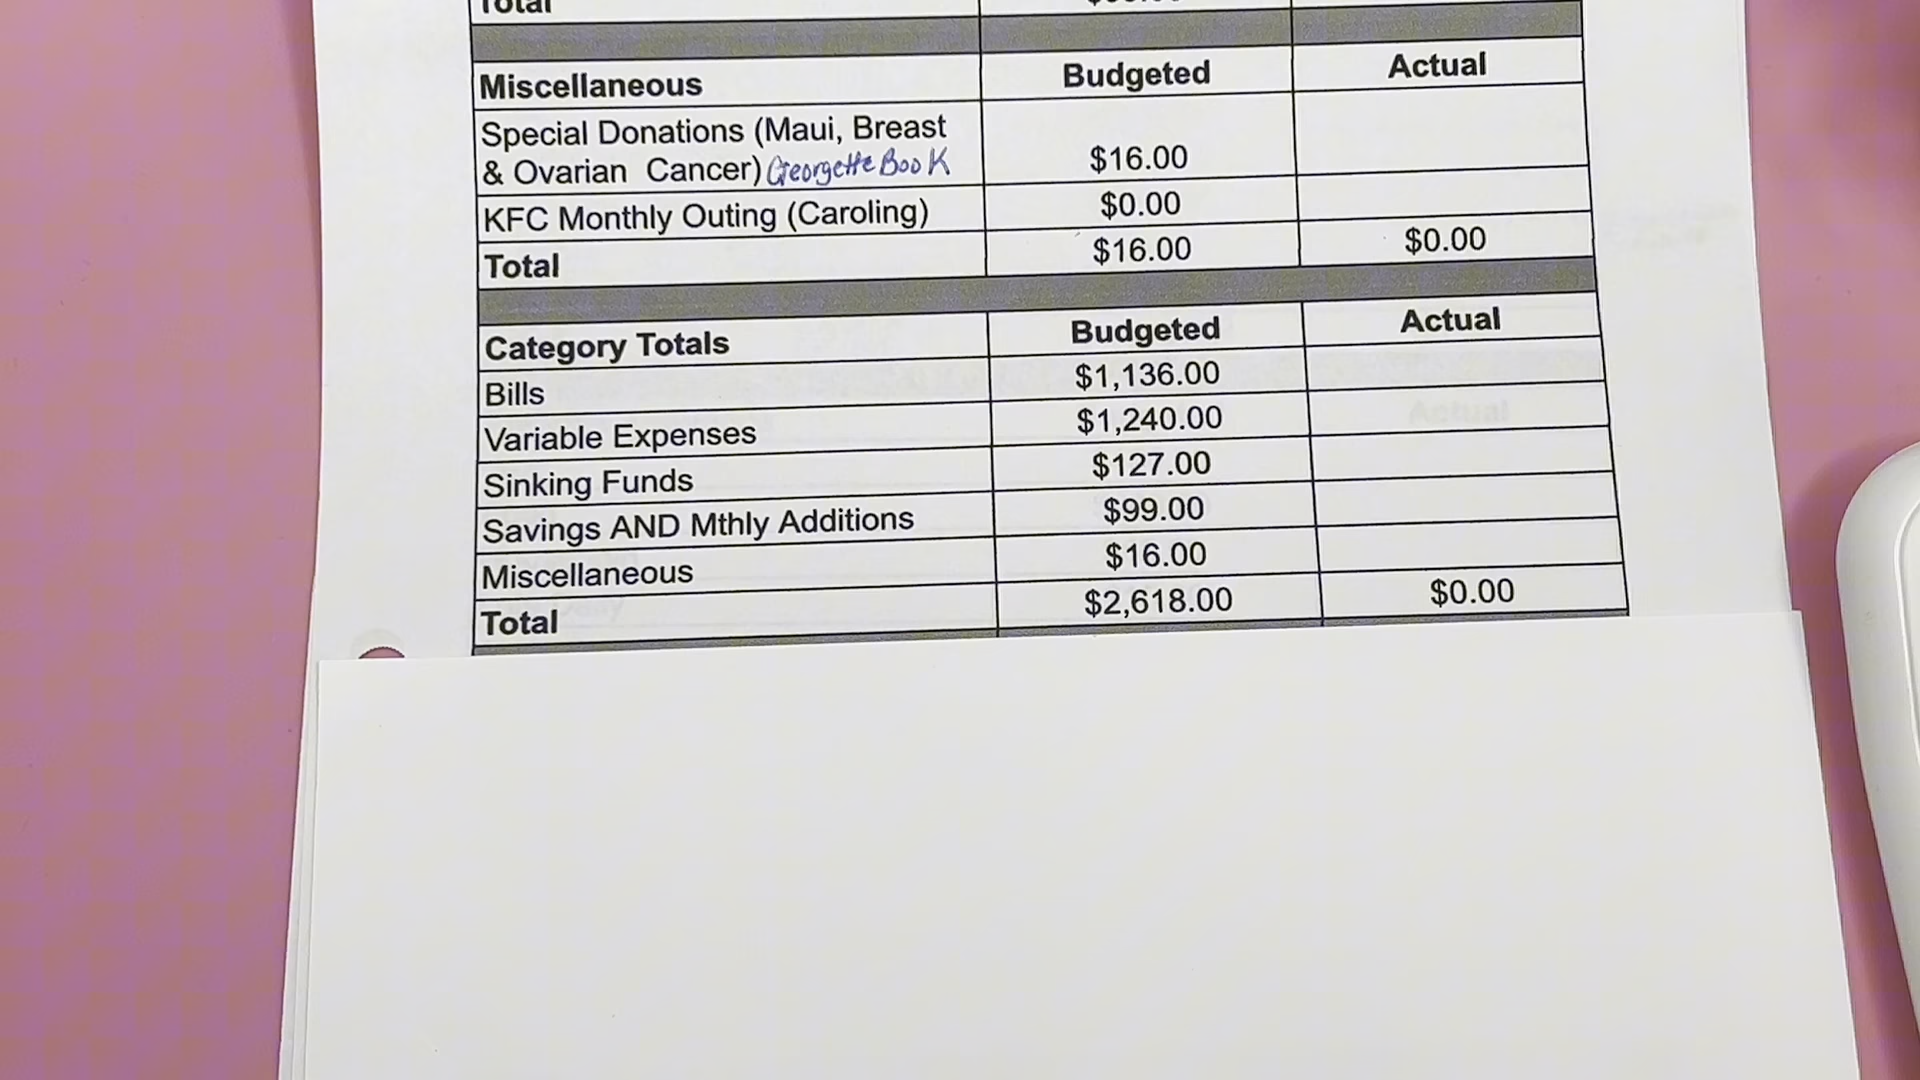 Total
Miscellaneous Budgeted Actual
Special Donations (Maui, Breast
& Ovarian Cancer) Georgette Book $16.00
KFC Monthly Outing (Caroling) $0.00
Total $16.00 $0.00
Category Totals Budgeted Actual
Bills $1,136.00
Variable Expenses $1,240.00
Sinking Funds $127.00
Savings AND Mthly Additions $99.00
Miscellaneous $16.00
Total $2,618.00 $0.00